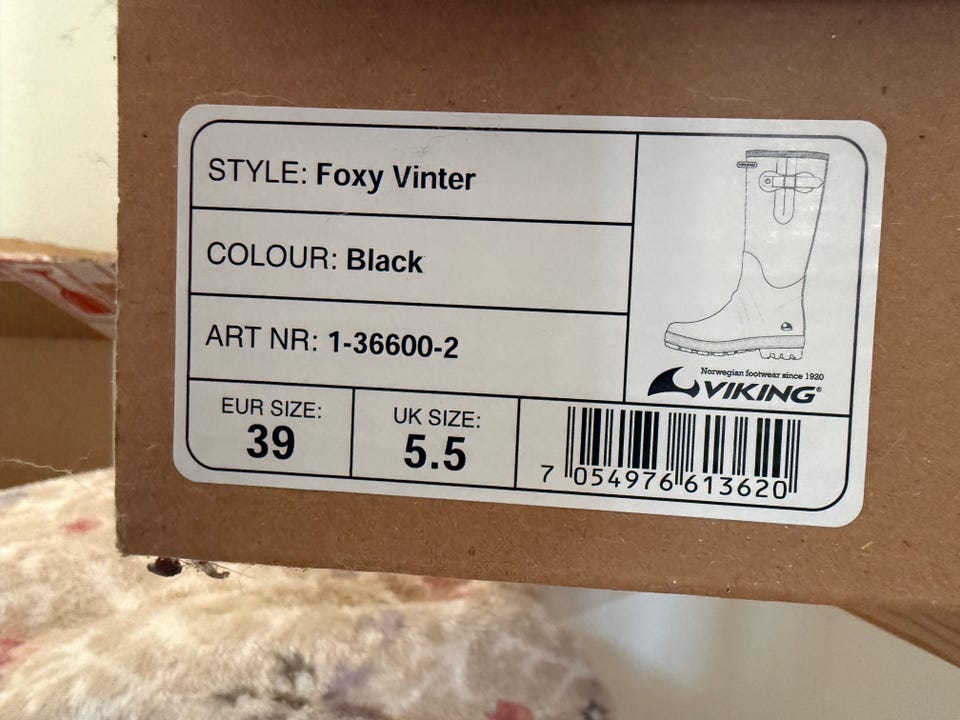 STYLE: Foxy Vinter
COLOUR: Black
ART NR: 1-36600-2
EUR SIZE:
39
UK SIZE:
5.5
Norwegian footwear since 1920
VIKING®
7 054976 613620